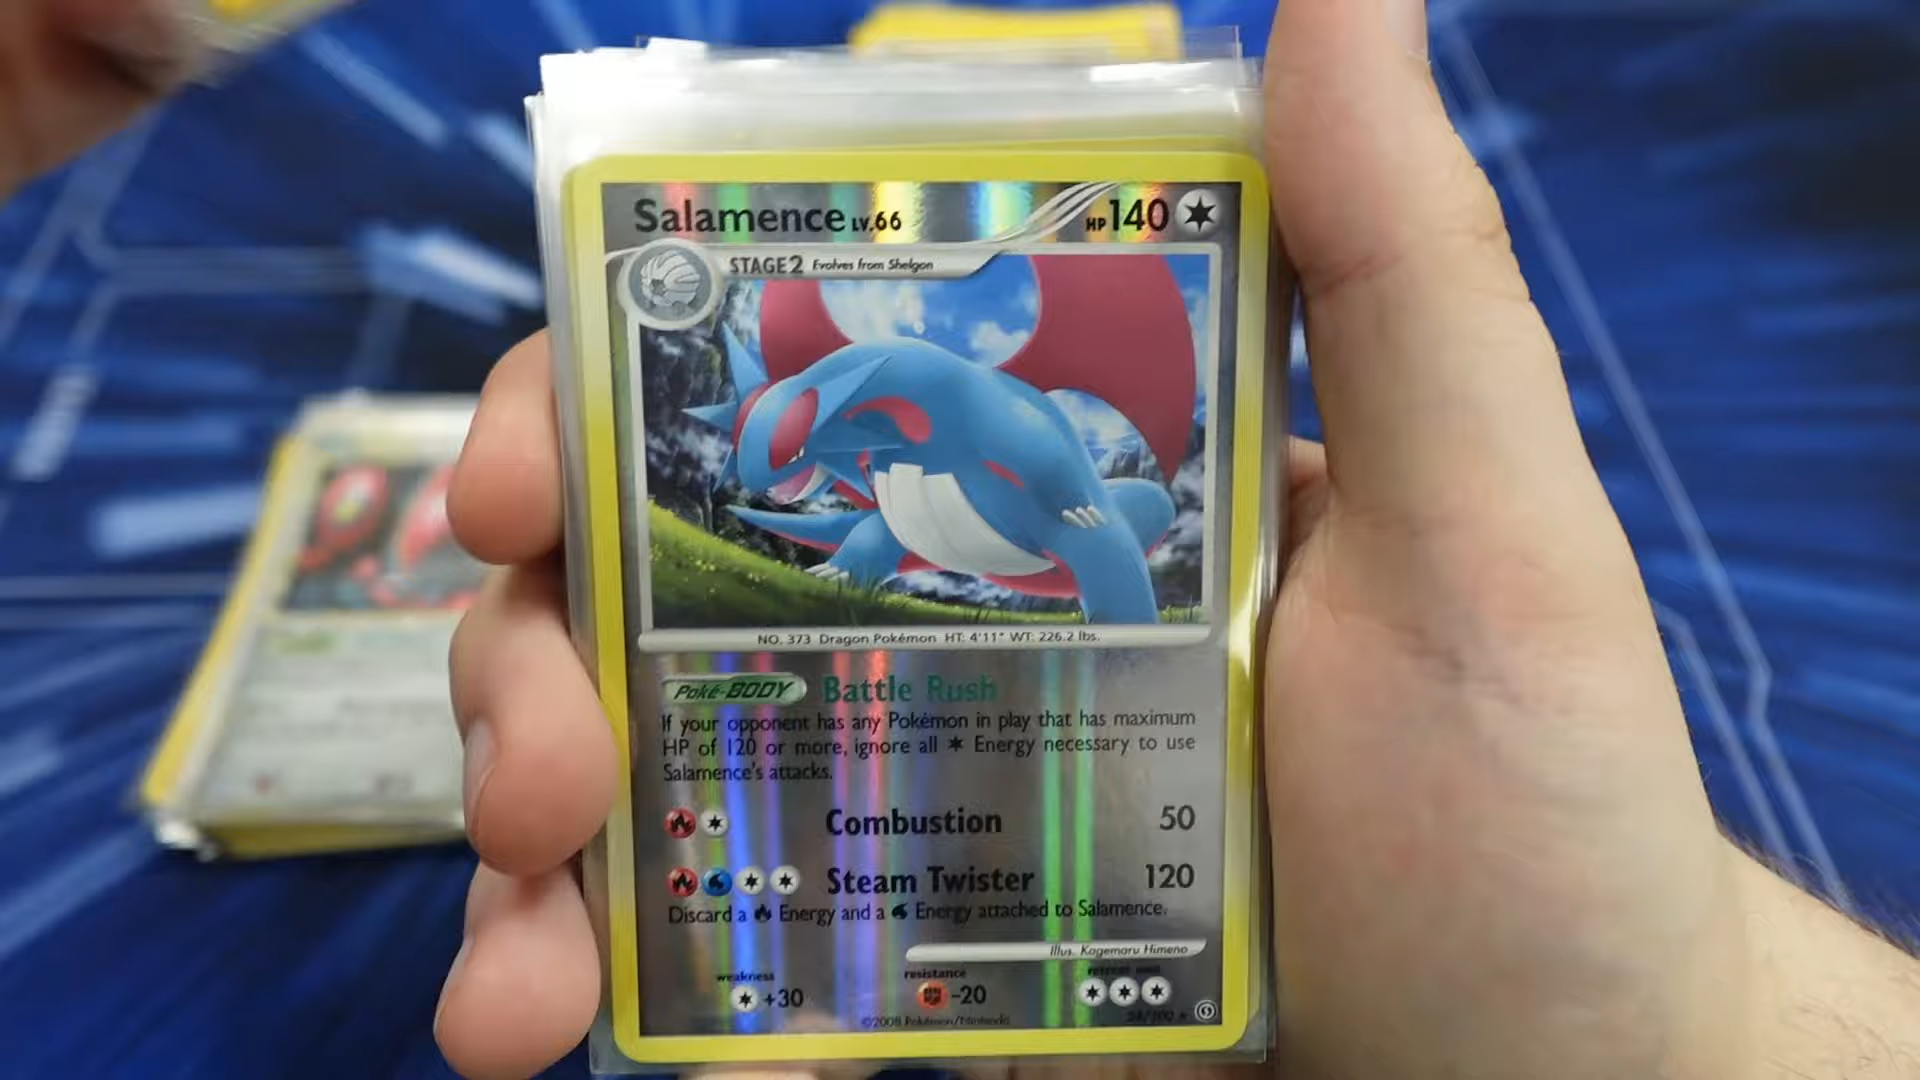 Salamence LV.66 HP 140
STAGE2 Evolves from Shelgon
NO. 373 Dragon Pokémon HT: 4'11" WT: 226.2 lbs.
Poké-BODY Battle Rush
If your opponent has any Pokémon in play that has maximum
HP of 120 or more, ignore all Energy necessary to use
Salamence's attacks.
Combustion 50
Steam Twister 120
Discard a Energy and a Energy attached to Salamence.
Illus. Kagemaru Himeno
weakness resistance retreat cost
+30 -20
©2008 Pokémon/Nintendo